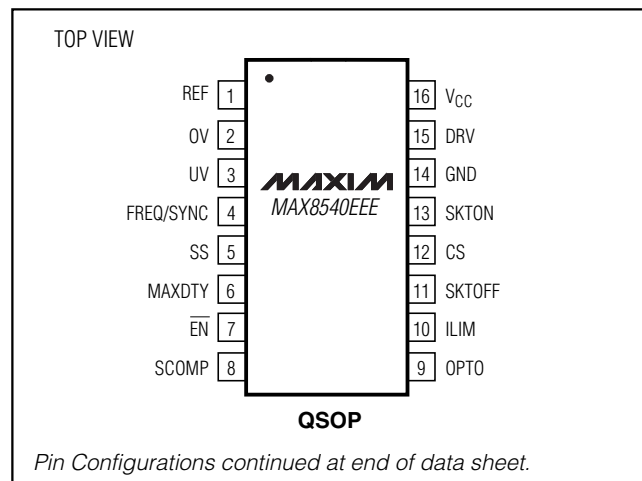 TOP VIEW
REF 1 16 VCC
OV 2 15 DRV
UV 3 MAXIM 14 GND
FREQ/SYNC 4 MAX8540EEE 13 SKTON
SS 5 12 CS
MAXDTY 6 11 SKTOFF
EN 7 10 ILIM
SCOMP 8 9 OPTO
QSOP
Pin Configurations continued at end of data sheet.